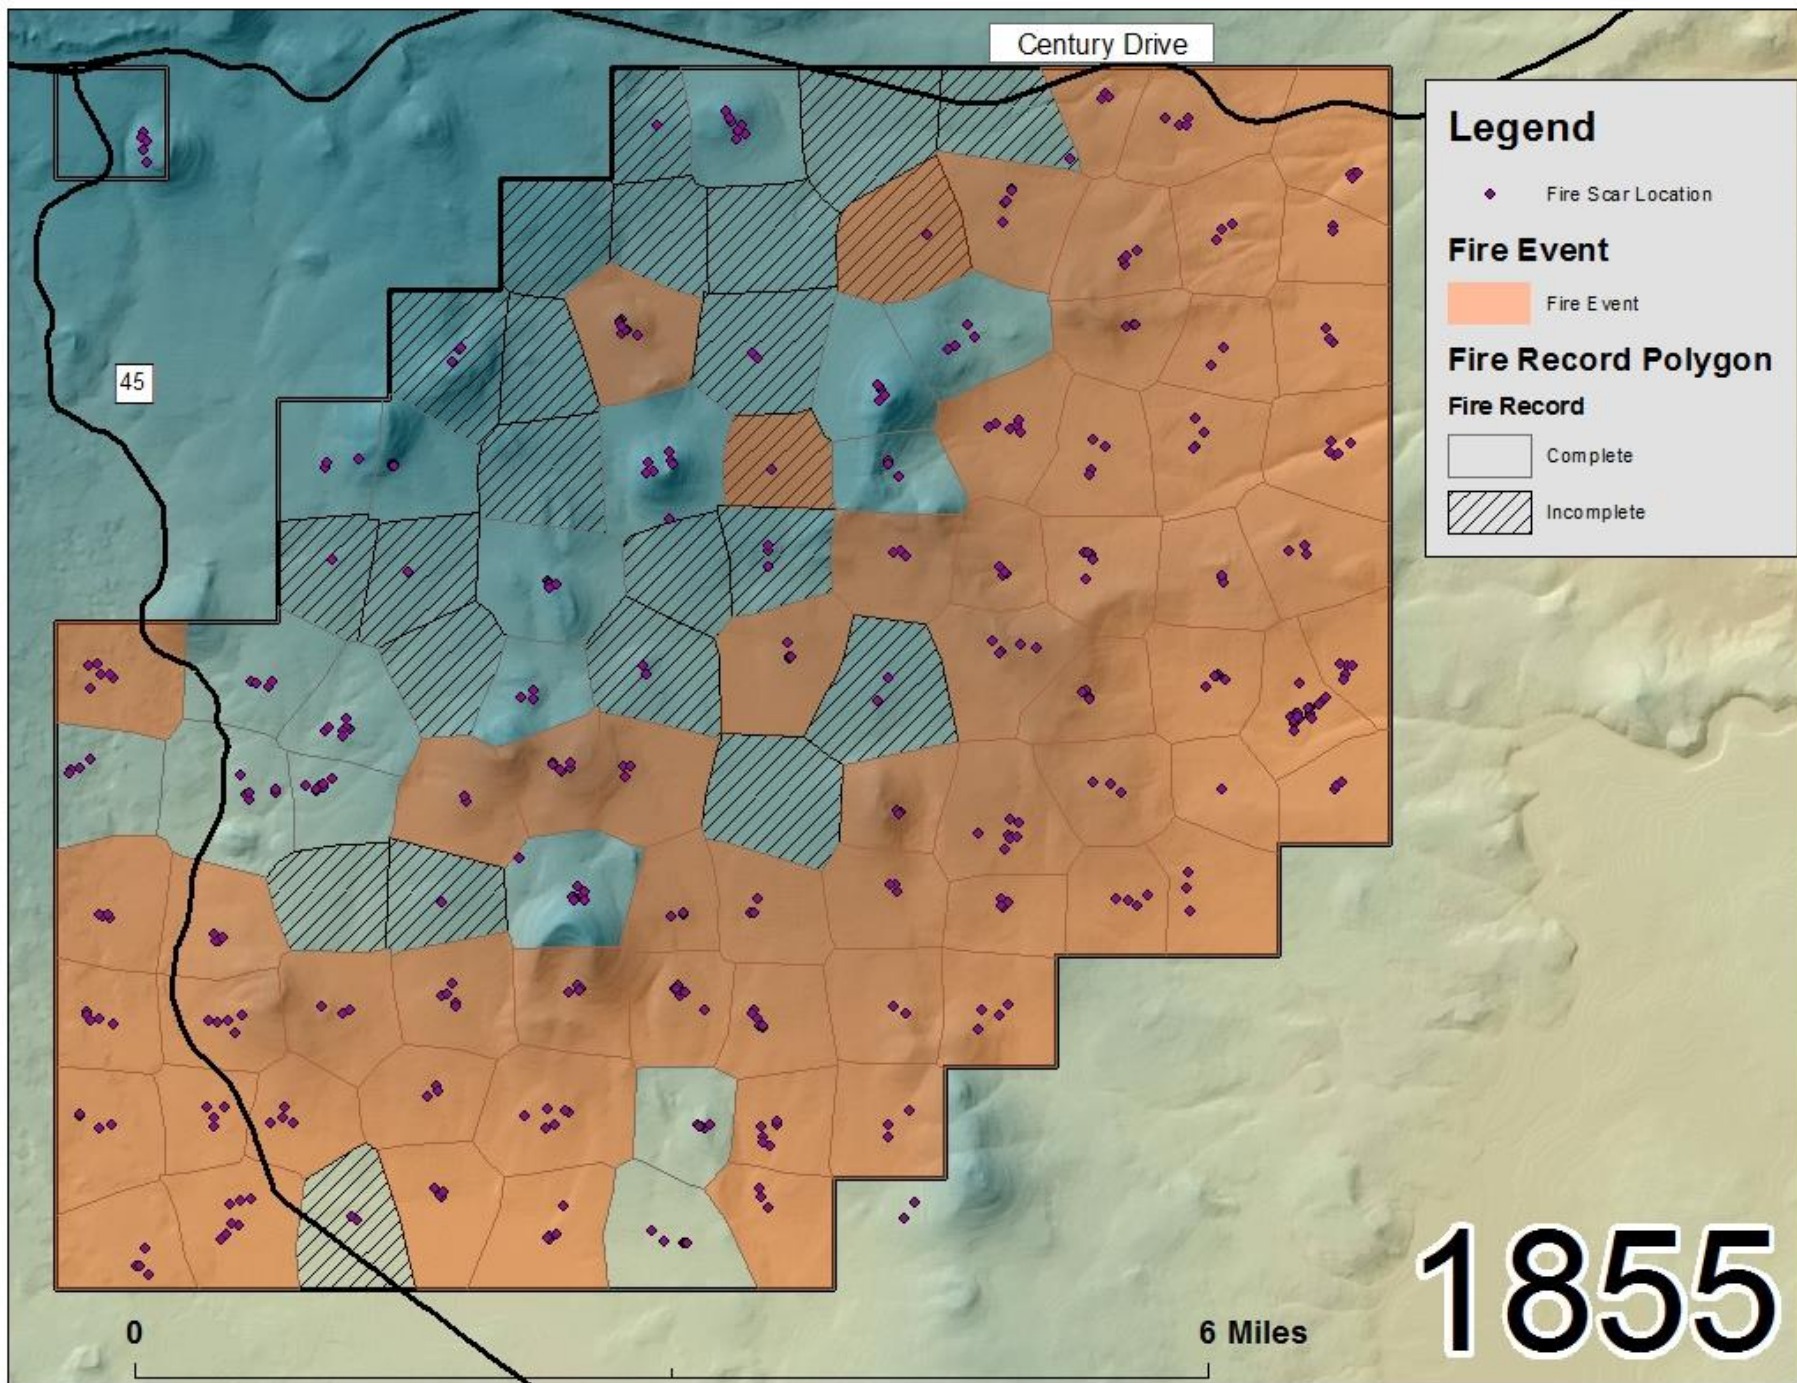 Century Drive
Legend
Fire Scar Location
Fire Event
Fire Event
Fire Record Polygon
Fire Record
Complete
Incomplete
45
0
6 Miles
1855